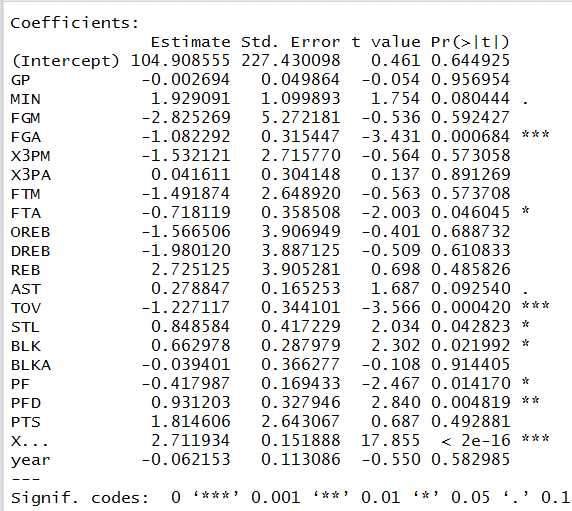 Coefficients:
Estimate Std. Error t value Pr(>|t|)
(Intercept) 104.908555 227.430098 0.461 0.644925
GP -0.002694 0.049864 -0.054 0.956954
MIN 1.929091 1.099893 1.754 0.080444 .
FGM -2.825269 5.272181 -0.536 0.592427
FGA -1.082292 0.315447 -3.431 0.000684 ***
X3PM -1.532121 2.715770 -0.564 0.573058
X3PA 0.041611 0.304148 0.137 0.891269
FTM -1.491874 2.648920 -0.563 0.573708
FTA -0.718119 0.358508 -2.003 0.046045 *
OREB -1.566506 3.906949 -0.401 0.688732
DREB -1.980120 3.887125 -0.509 0.610833
REB 2.725125 3.905281 0.698 0.485826
AST 0.278847 0.165253 1.687 0.092540 .
TOV -1.227117 0.344101 -3.566 0.000420 ***
STL 0.848584 0.417229 2.034 0.042823 *
BLK 0.662978 0.287979 2.302 0.021992 *
BLKA -0.039401 0.366277 -0.108 0.914405
PF -0.417987 0.169433 -2.467 0.014170 *
PFD 0.931203 0.327946 2.840 0.004819 **
PTS 1.814606 2.643067 0.687 0.492881
X... 2.711934 0.151888 17.855 < 2e-16 ***
year -0.062153 0.113086 -0.550 0.582985
---
Signif. codes: 0 ‘***’ 0.001 ‘**’ 0.01 ‘*’ 0.05 ‘.’ 0.1